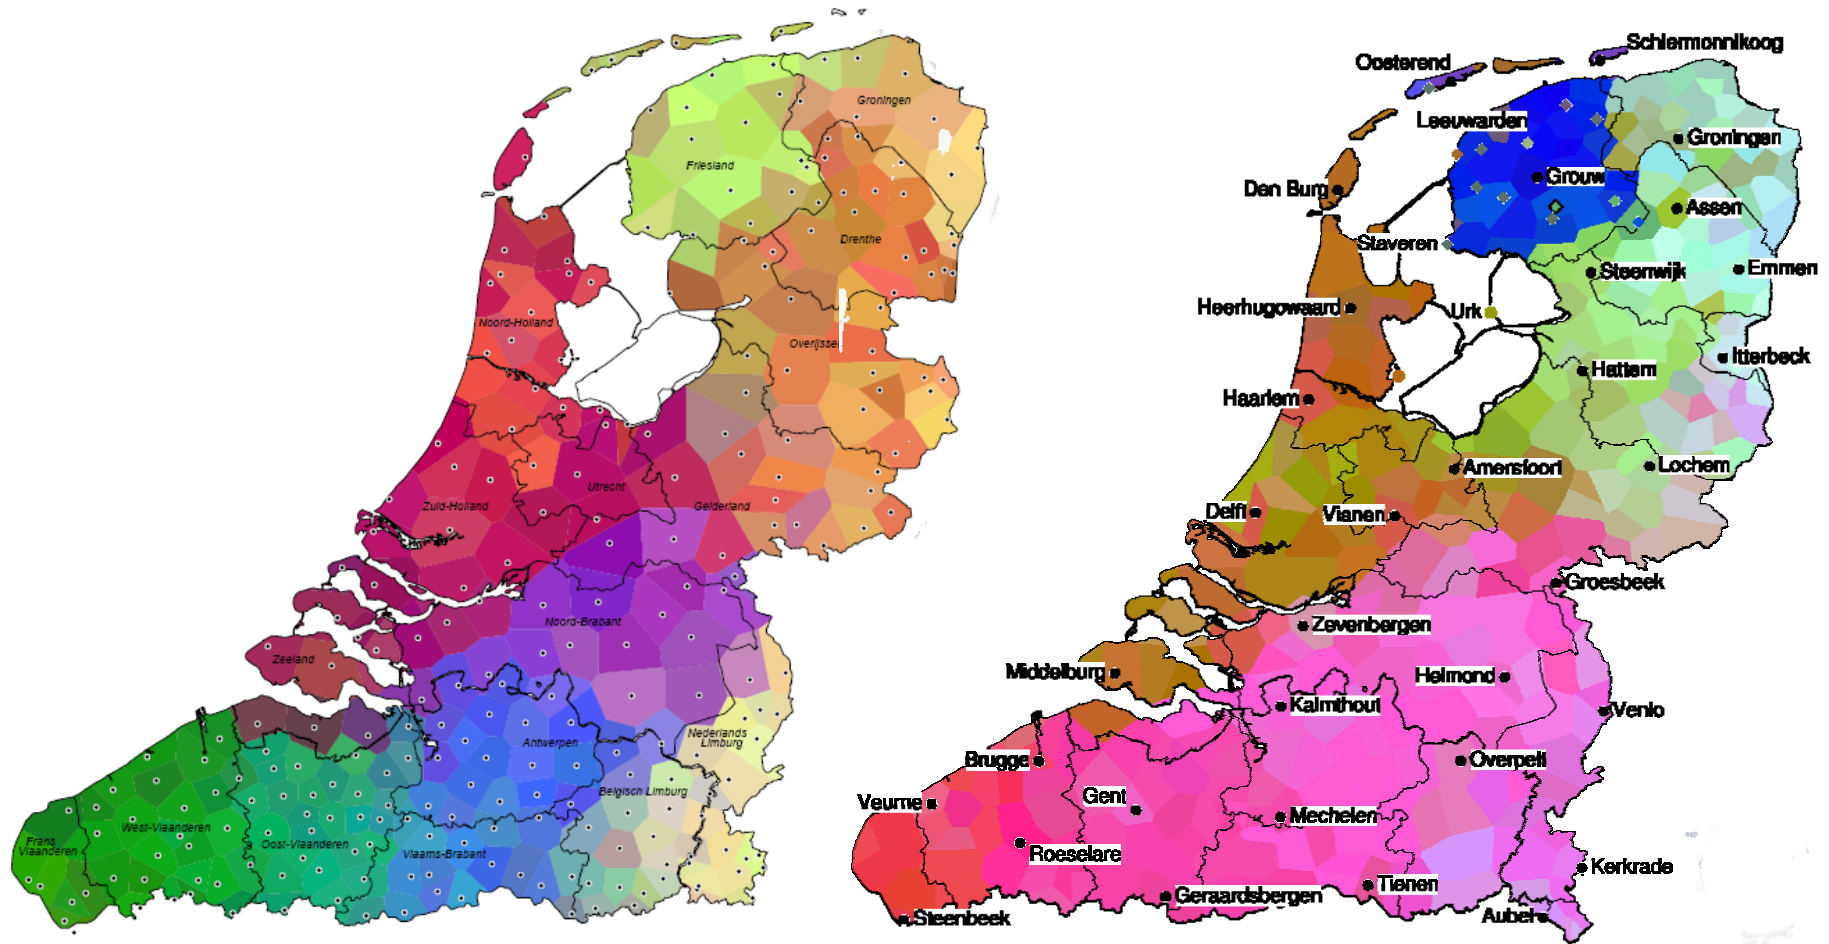 Groningen
Friesland
Drenthe
Noord-Holland
Overijssel
Zuid-Holland
Utrecht
Gelderland
Noord-Brabant
Zeeland
Antwerpen
Nederlands
Limburg
Belgisch Limburg
Frans
Vlaanderen
West-Vlaanderen
Oost-Vlaanderen
Vlaams-Brabant
Schiermonnikoog
Oosterend
Leeuwarden
Groningen
Den Burg
Grouw
Assen
Staveren
Steenwijk
Emmen
Heerhugowaard
Urk
Itterbeck
Hattem
Haarlem
Amersfoort
Lochem
Delft
Vianen
Groesbeek
Zevenbergen
Middelburg
Helmond
Kalmthout
Venlo
Brugge
Overpelt
Veurne
Gent
Mechelen
Roeselare
Kerkrade
Tienen
Geraardsbergen
Steenbeek
Aubel